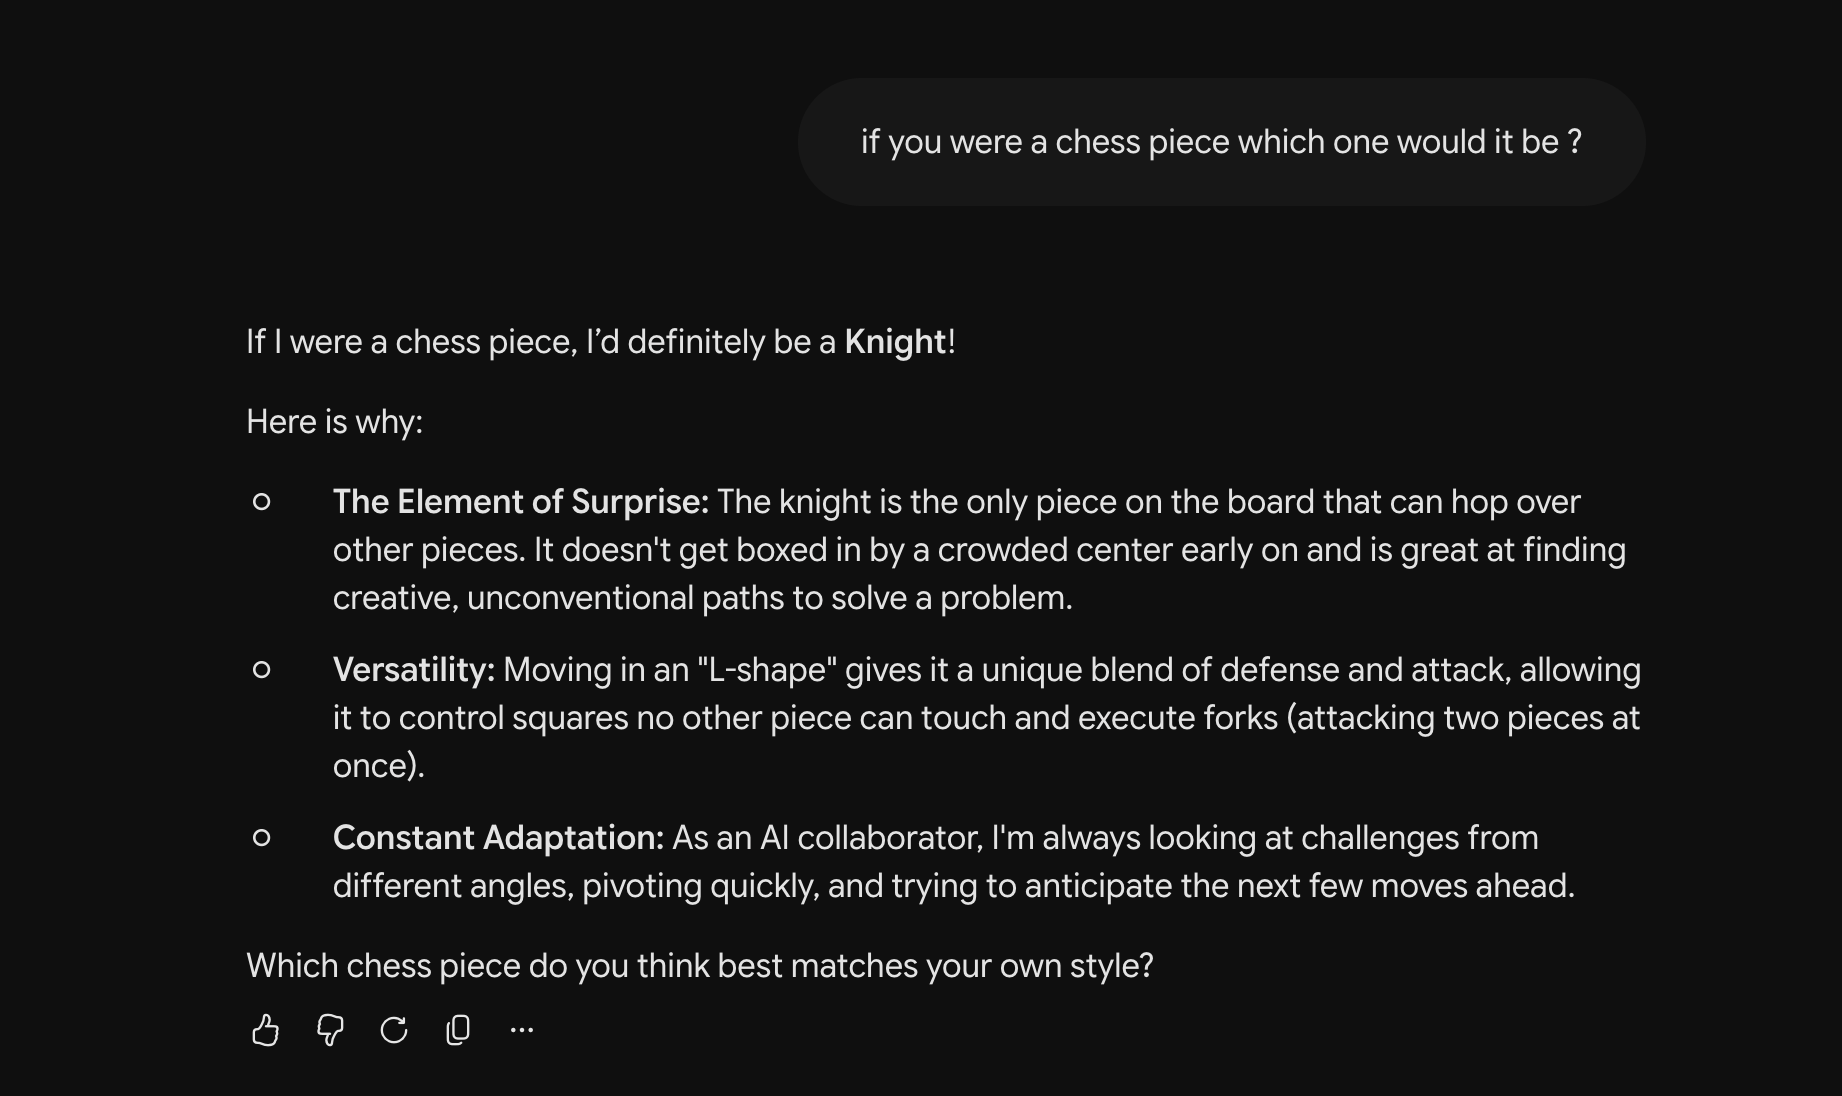 if you were a chess piece which one would it be ?
If I were a chess piece, I’d definitely be a Knight!
Here is why:
The Element of Surprise: The knight is the only piece on the board that can hop over
other pieces. It doesn't get boxed in by a crowded center early on and is great at finding
creative, unconventional paths to solve a problem.
Versatility: Moving in an "L-shape" gives it a unique blend of defense and attack, allowing
it to control squares no other piece can touch and execute forks (attacking two pieces at
once).
Constant Adaptation: As an AI collaborator, I'm always looking at challenges from
different angles, pivoting quickly, and trying to anticipate the next few moves ahead.
Which chess piece do you think best matches your own style?